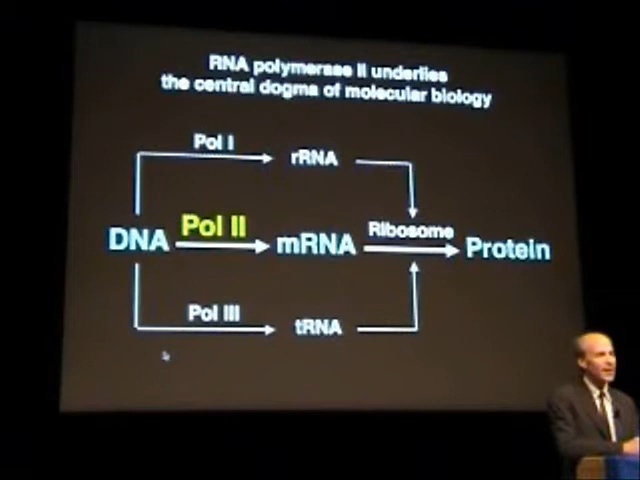 RNA polymerase II underlies
the central dogma of molecular biology
Pol I
rRNA
DNA
Pol II
mRNA
Ribosome
Protein
Pol III
tRNA